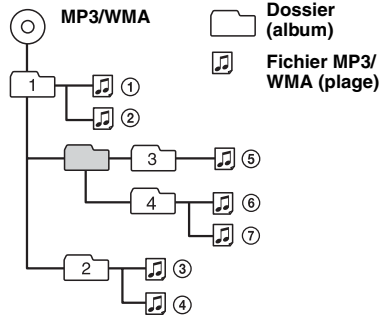 MP3/WMA
Dossier
(album)
Fichier MP3/
WMA (plage)
1
①
②
3
⑤
4
⑥
⑦
2
③
④